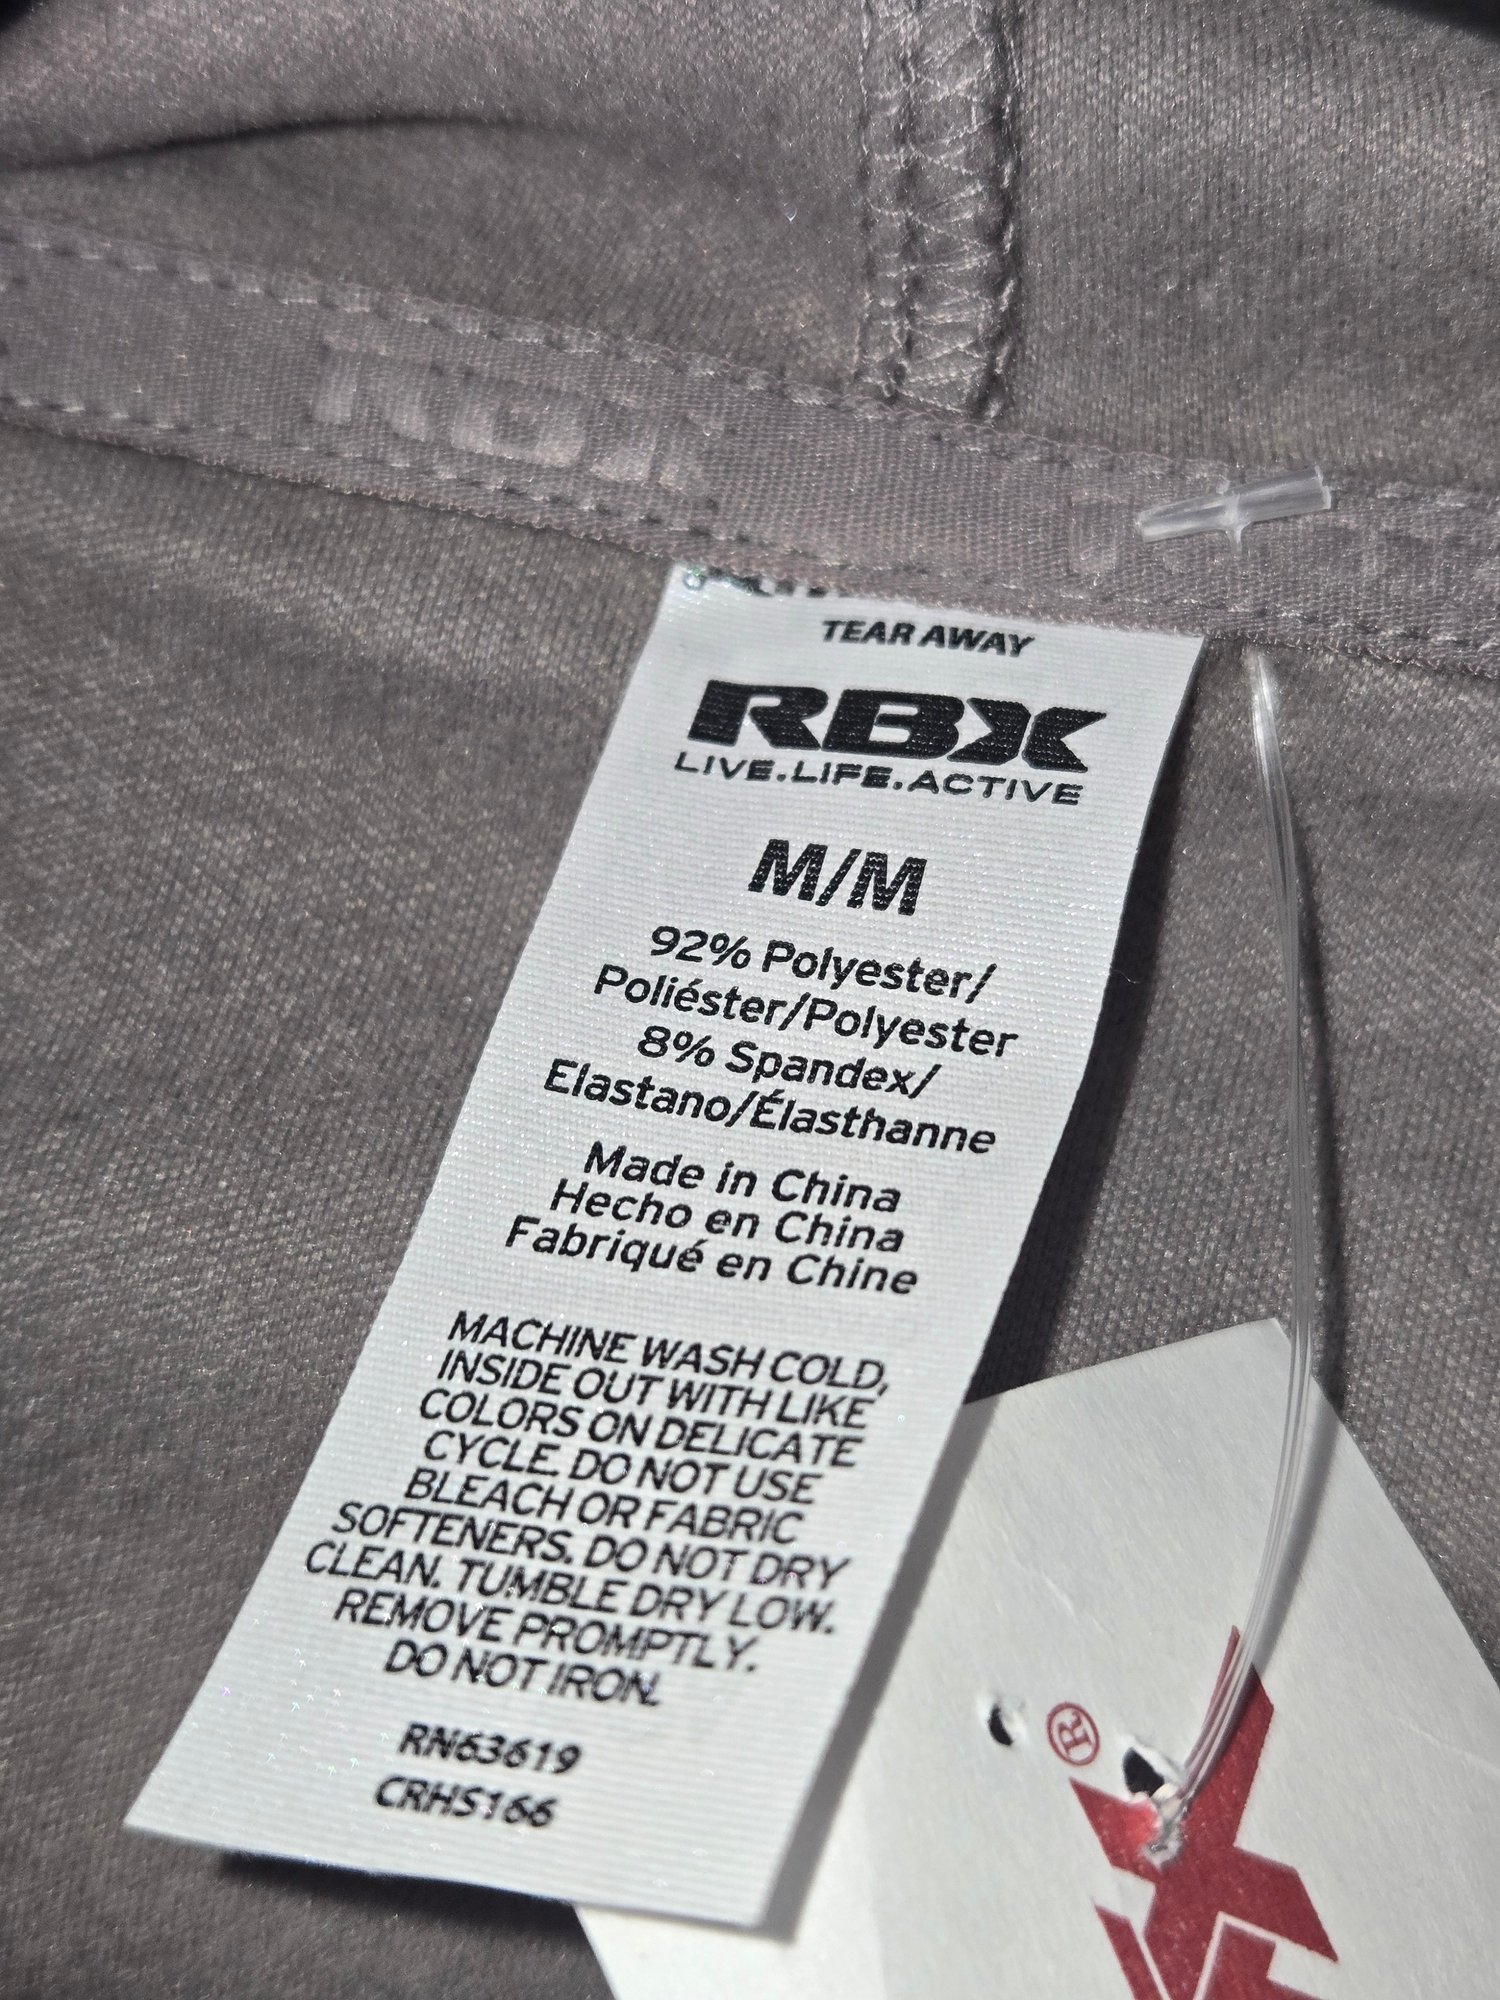 TEAR AWAY
RBX
LIVE.LIFE.ACTIVE
M/M
92% Polyester/
Poliéster/Polyester
8% Spandex/
Elastano/Élasthanne
Made in China
Hecho en China
Fabriqué en Chine
MACHINE WASH COLD,
INSIDE OUT WITH LIKE
COLORS ON DELICATE
CYCLE. DO NOT USE
BLEACH OR FABRIC
SOFTENERS. DO NOT DRY
CLEAN. TUMBLE DRY LOW.
REMOVE PROMPTLY.
DO NOT IRON.
RN63619
CRHS166
®